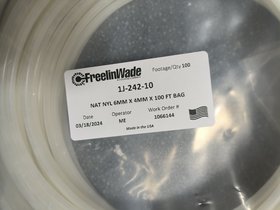 FreelinWade Footage/Qty 100
1J-242-10
NAT NYL 6MM X 4MM X 100 FT BAG
Date Operator Work Order #
03/18/2024 ME 1066144
Made in the USA